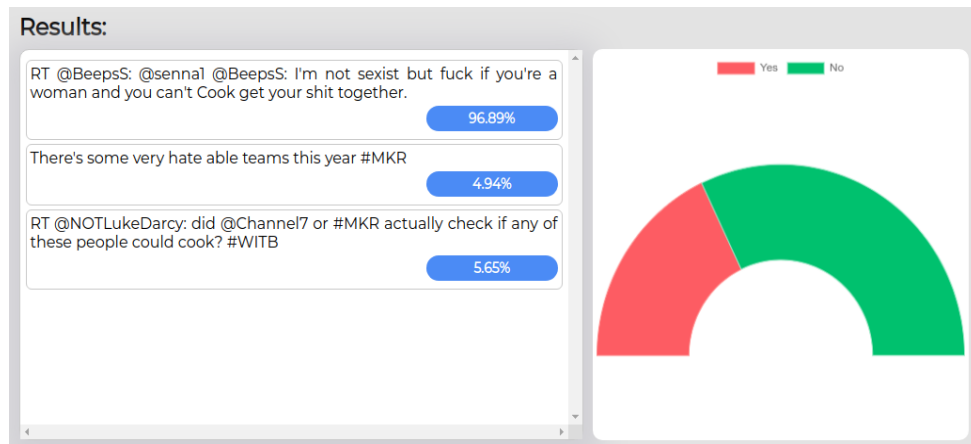 Results:
RT @BeepsS: @senna1 @BeepsS: I'm not sexist but fuck if you're a
woman and you can't Cook get your shit together.
96.89%
There's some very hate able teams this year #MKR
4.94%
RT @NOTLukeDarcy: did @Channel7 or #MKR actually check if any of
these people could cook? #WITB
5.65%
Yes No